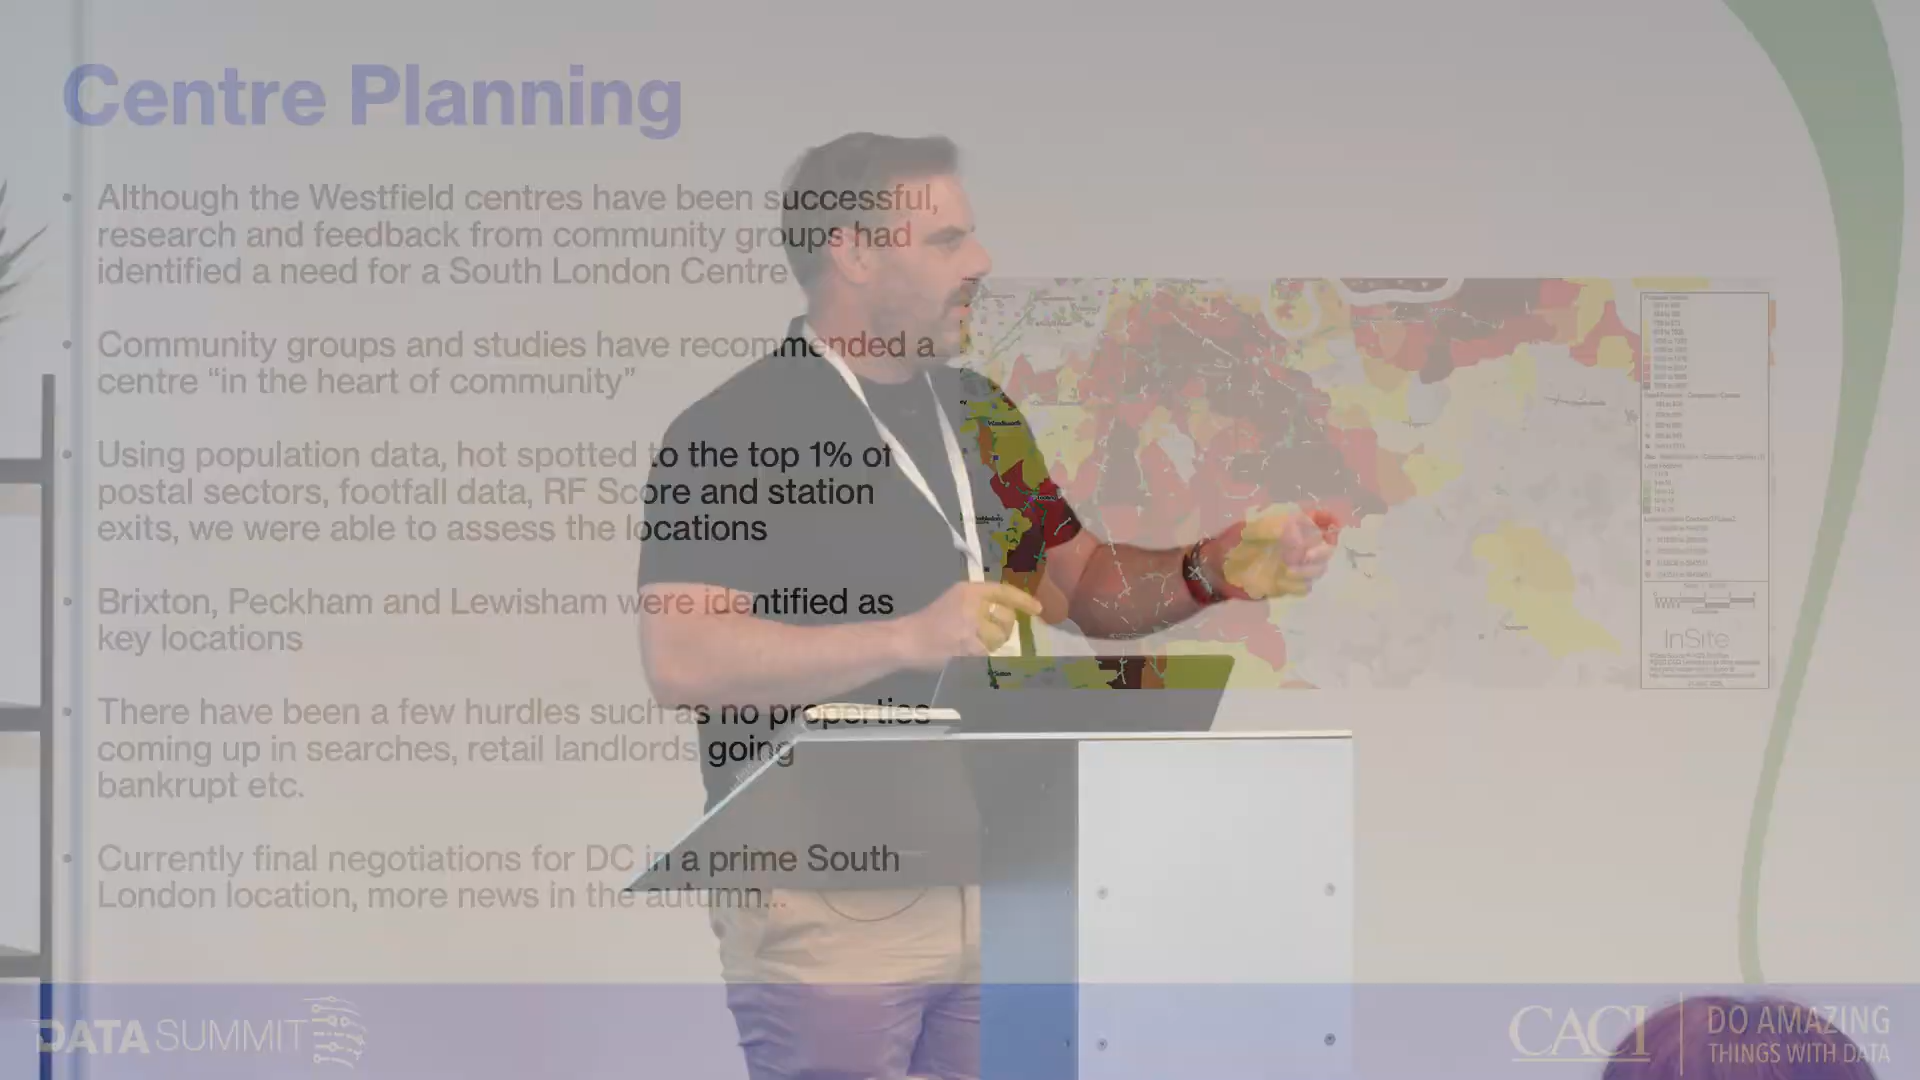 Centre Planning
• Although the Westfield centres have been successful,
research and feedback from community groups had
identified a need for a South London Centre
• Community groups and studies have recommended a
centre “in the heart of community”
• Using population data, hot spotted to the top 1% of
postal sectors, footfall data, RF Score and station
exits, we were able to assess the locations
• Brixton, Peckham and Lewisham were identified as
key locations
• There have been a few hurdles such as no properties
coming up in searches, retail landlords going
bankrupt etc.
• Currently final negotiations for DC in a prime South
London location, more news in the autumn...
InSite
DATA SUMMIT
CACI
DO AMAZING
THINGS WITH DATA